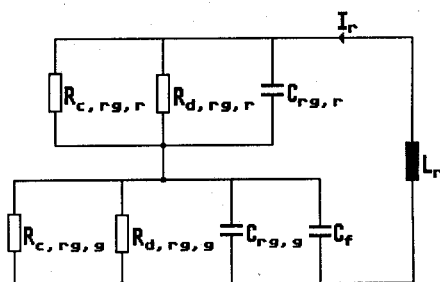 I_r
R_c,rg,r
R_d,rg,r
C_rg,r
L_r
R_c,rg,g
R_d,rg,g
C_rg,g
C_f